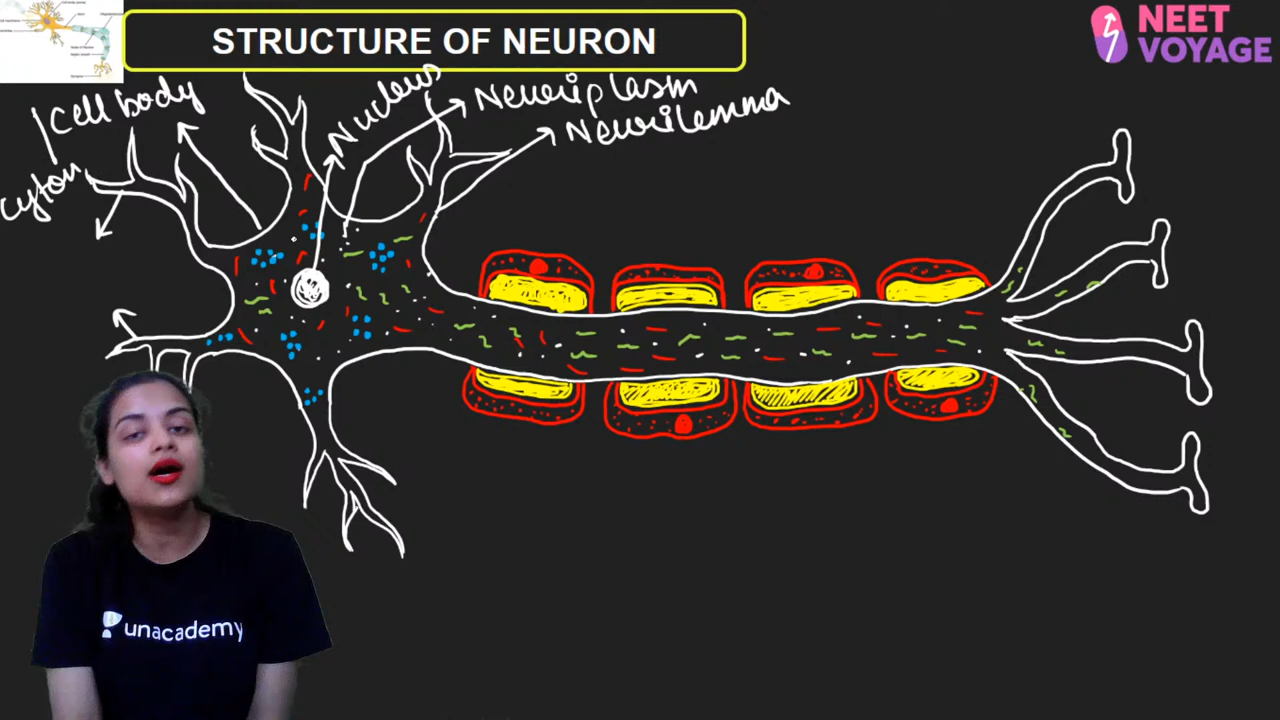 STRUCTURE OF NEURON
NEET
VOYAGE
Cell body
cyton
Nucleus
Neuroplasm
Neurilemma
unacademy